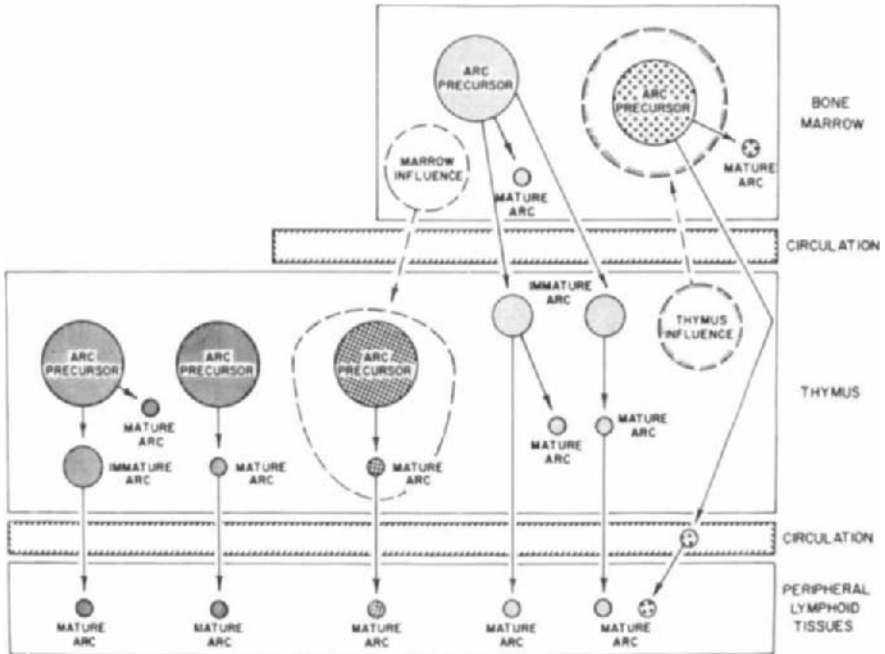 ARC
PRECURSOR
ARC
PRECURSOR
BONE
MARROW
MARROW
INFLUENCE
MATURE
ARC
MATURE
ARC
CIRCULATION
IMMATURE
ARC
THYMUS
INFLUENCE
ARC
PRECURSOR
ARC
PRECURSOR
ARC
PRECURSOR
THYMUS
MATURE
ARC
MATURE
ARC
MATURE
ARC
IMMATURE
ARC
MATURE
ARC
MATURE
ARC
CIRCULATION
PERIPHERAL
LYMPHOID
TISSUES
MATURE
ARC
MATURE
ARC
MATURE
ARC
MATURE
ARC
MATURE
ARC